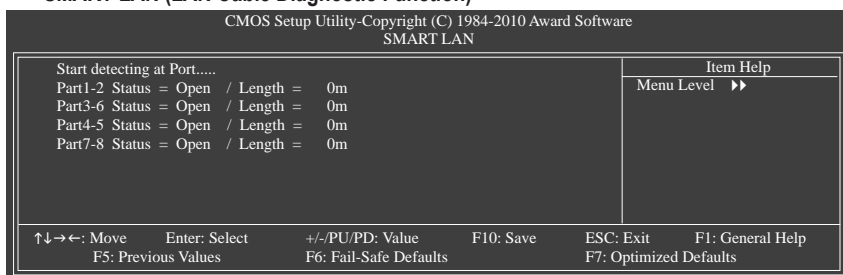 SMART LAN (LAN Cable Diagnostic Function)
CMOS Setup Utility-Copyright (C) 1984-2010 Award Software
SMART LAN
Start detecting at Port.....
Part1-2 Status = Open / Length = 0m
Part3-6 Status = Open / Length = 0m
Part4-5 Status = Open / Length = 0m
Part7-8 Status = Open / Length = 0m
Item Help
Menu Level ▸▸
↑↓→←: Move Enter: Select +/-/PU/PD: Value F10: Save ESC: Exit F1: General Help
F5: Previous Values F6: Fail-Safe Defaults F7: Optimized Defaults